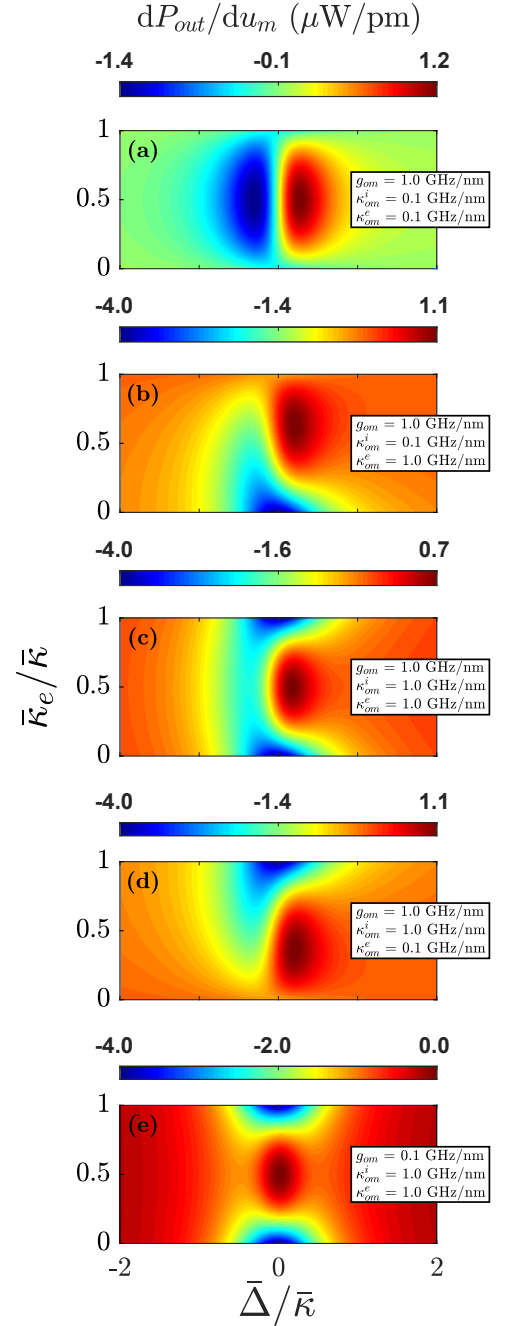 dP_out/du_m (μW/pm)
-1.4 -0.1 1.2
1
(a)
0.5
g_om = 1.0 GHz/nm
κ^i_om = 0.1 GHz/nm
κ^e_om = 0.1 GHz/nm
0
-4.0 -1.4 1.1
1
(b)
0.5
g_om = 1.0 GHz/nm
κ^i_om = 0.1 GHz/nm
κ^e_om = 1.0 GHz/nm
0
-4.0 -1.6 0.7
1
(c)
0.5
g_om = 1.0 GHz/nm
κ^i_om = 1.0 GHz/nm
κ^e_om = 1.0 GHz/nm
0
κ̄_e/κ̄
-4.0 -1.4 1.1
1
(d)
0.5
g_om = 1.0 GHz/nm
κ^i_om = 1.0 GHz/nm
κ^e_om = 0.1 GHz/nm
0
-4.0 -2.0 0.0
1
(e)
0.5
g_om = 0.1 GHz/nm
κ^i_om = 1.0 GHz/nm
κ^e_om = 1.0 GHz/nm
0
-2 0 2
Δ̄/κ̄